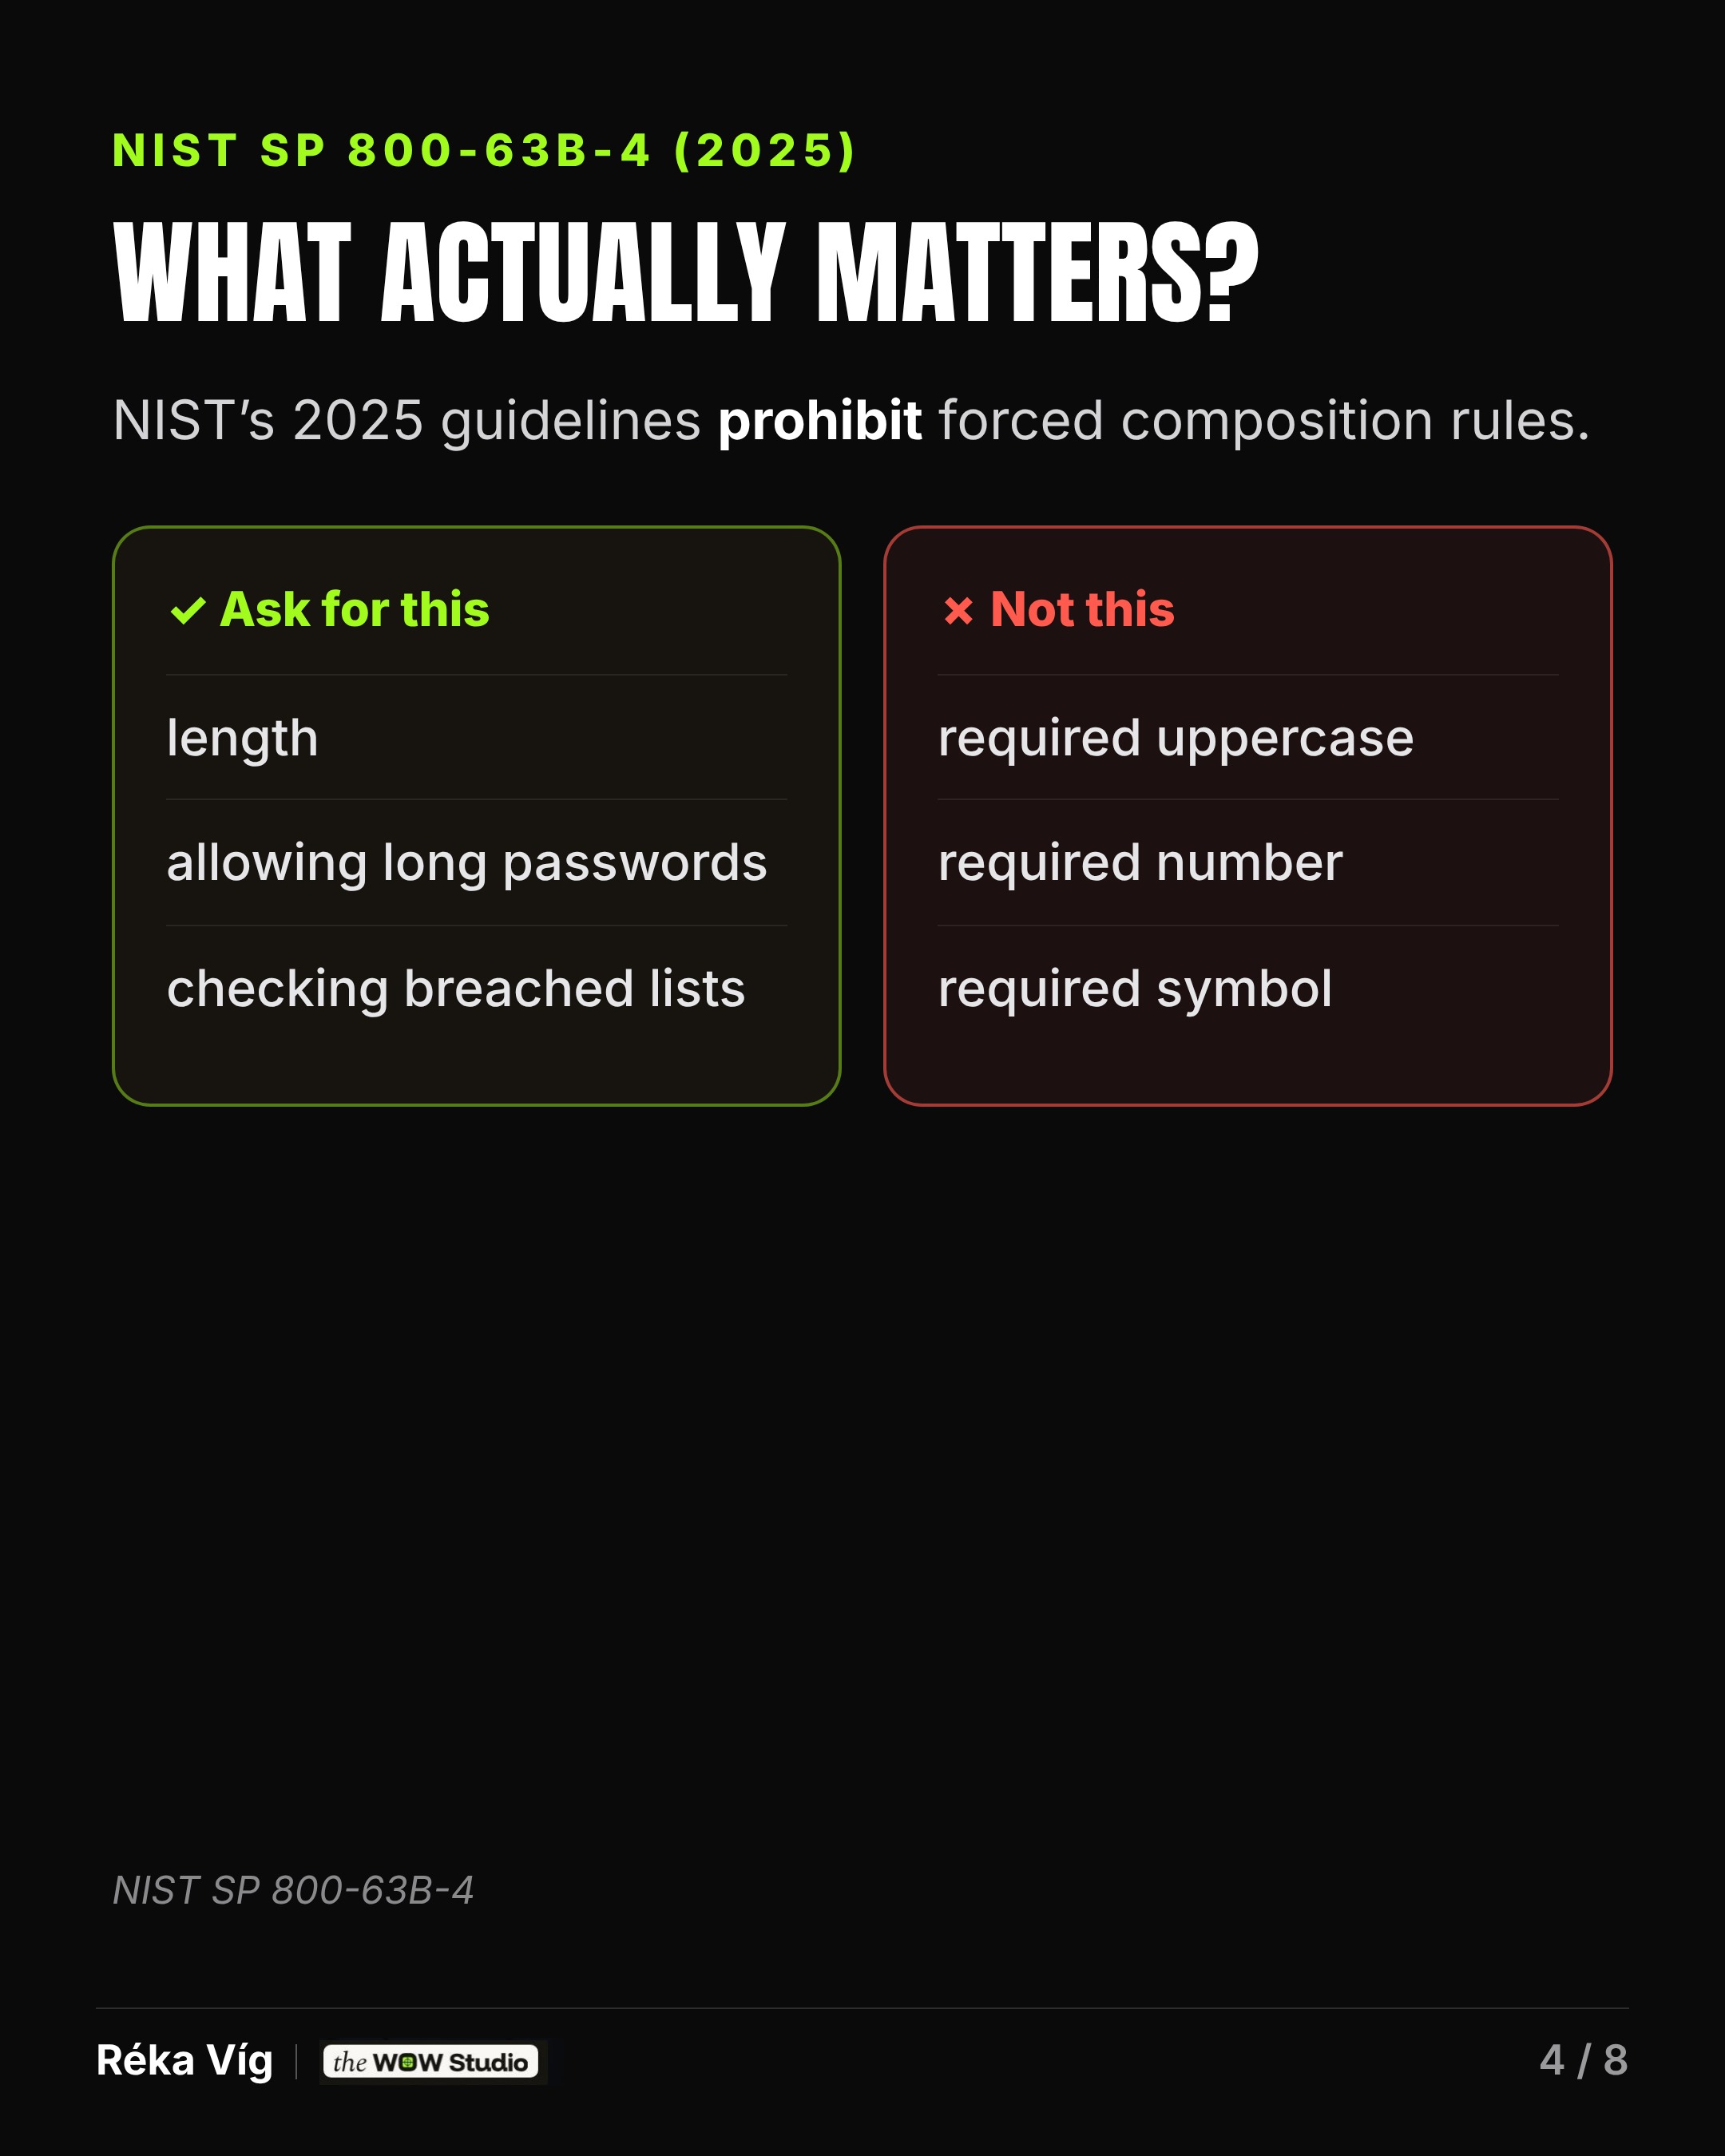 NIST SP 800-63B-4 (2025)
WHAT ACTUALLY MATTERS?
NIST’s 2025 guidelines prohibit forced composition rules.
✓ Ask for this
length
allowing long passwords
checking breached lists
× Not this
required uppercase
required number
required symbol
NIST SP 800-63B-4
Réka Víg
the WOW Studio
4 / 8